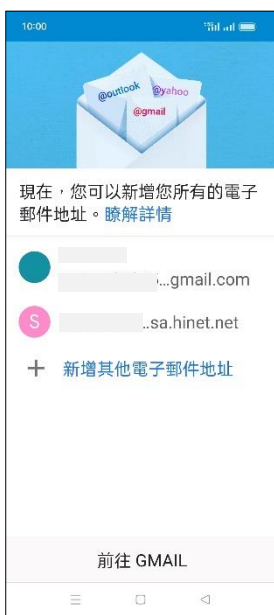 10:00
@outlook
@yahoo
@gmail
現在，您可以新增您所有的電子
郵件地址。瞭解詳情
...gmail.com
S
..sa.hinet.net
+ 新增其他電子郵件地址
前往 GMAIL